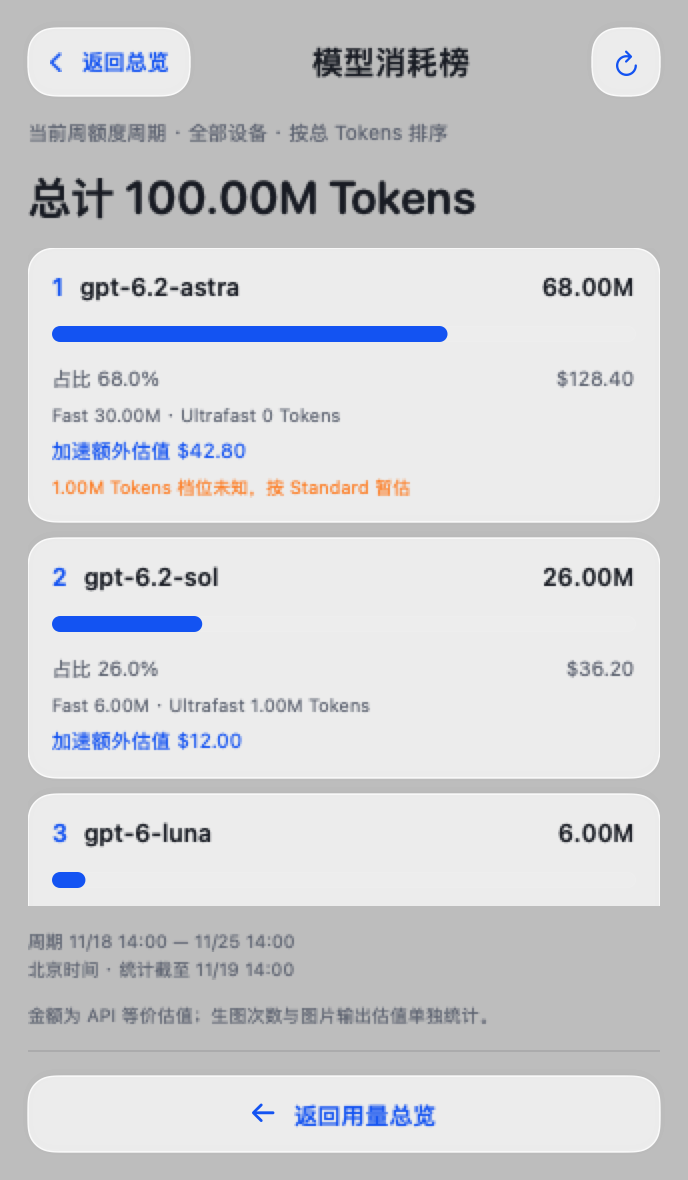 返回总览
模型消耗榜
当前周额度周期 · 全部设备 · 按总 Tokens 排序
总计 100.00M Tokens
1 gpt-6.2-astra 68.00M
占比 68.0% $128.40
Fast 30.00M · Ultrafast 0 Tokens
加速额外估值 $42.80
1.00M Tokens 档位未知，按 Standard 暂估
2 gpt-6.2-sol 26.00M
占比 26.0% $36.20
Fast 6.00M · Ultrafast 1.00M Tokens
加速额外估值 $12.00
3 gpt-6-luna 6.00M
周期 11/18 14:00 — 11/25 14:00
北京时间 · 统计截至 11/19 14:00
金额为 API 等价估值；生图次数与图片输出估值单独统计。
返回用量总览